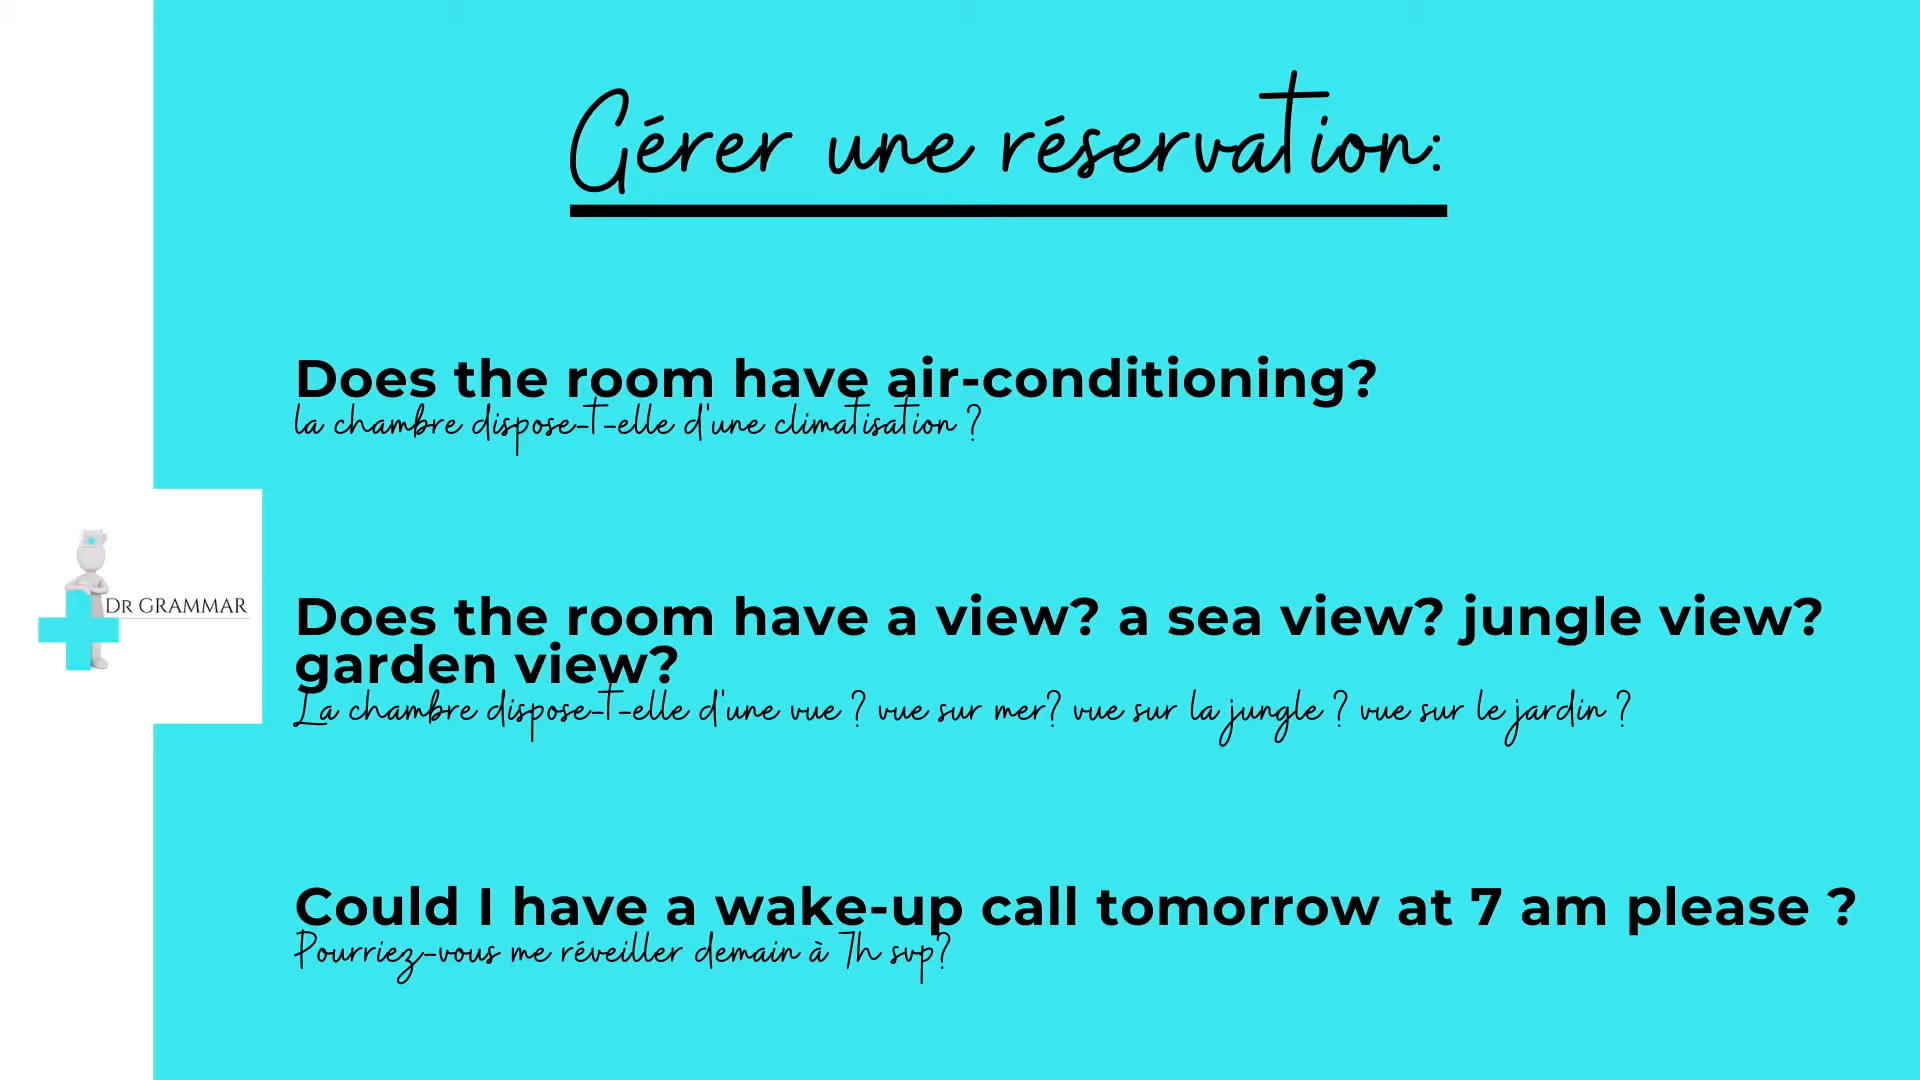 Gérer une réservation:
Does the room have air-conditioning?
la chambre dispose-t-elle d'une climatisation ?
DR GRAMMAR
Does the room have a view? a sea view? jungle view?
garden view?
La chambre dispose-t-elle d'une vue ? vue sur mer? vue sur la jungle ? vue sur le jardin ?
Could I have a wake-up call tomorrow at 7 am please ?
Pourriez-vous me réveiller demain à 7h svp?